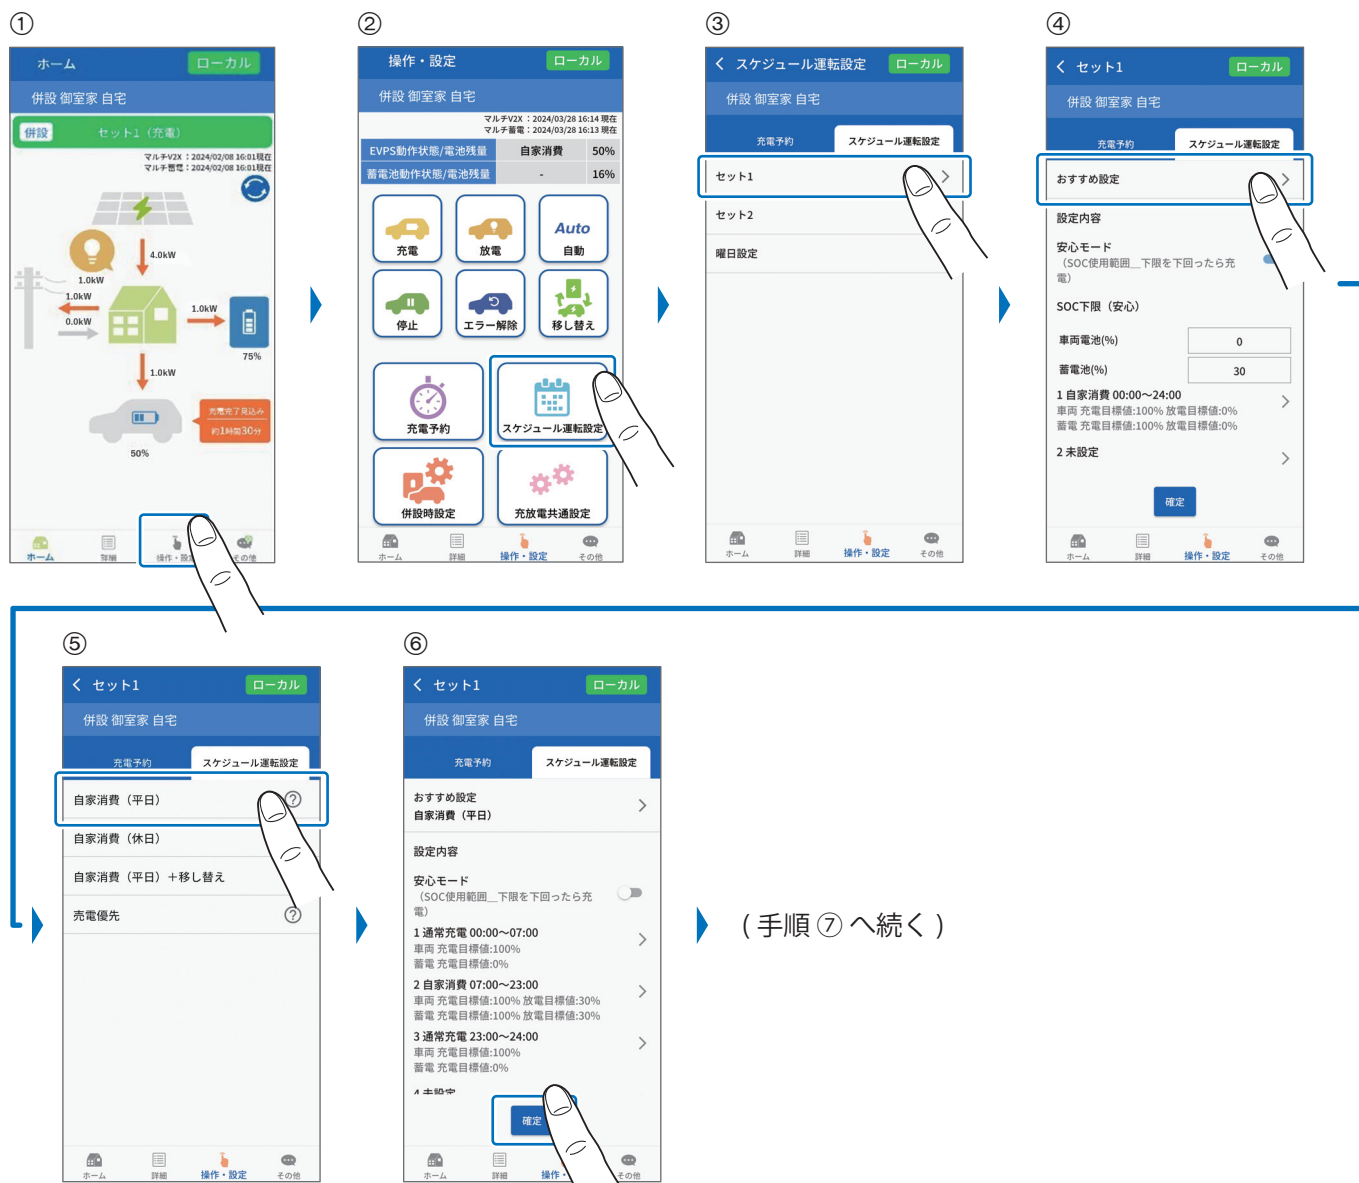 ①
ホーム
ローカル
併設 御室家 自宅
併設
セット1（充電）
マルチV2X ：2024/02/08 16:01現在
マルチ蓄電：2024/02/08 16:01現在
4.0kW
1.0kW
1.0kW
0.0kW
1.0kW
75%
1.0kW
充電完了見込み
約1時間30分
50%
ホーム
詳細
操作・設定
その他
②
操作・設定
ローカル
併設 御室家 自宅
マルチV2X ：2024/03/28 16:14 現在
マルチ蓄電：2024/03/28 16:13 現在
EVPS動作状態/電池残量 自家消費 50%
蓄電池動作状態/電池残量 - 16%
充電
放電
Auto
自動
停止
エラー解除
移し替え
充電予約
スケジュール運転設定
併設時設定
充放電共通設定
ホーム
詳細
操作・設定
その他
③
スケジュール運転設定
ローカル
併設 御室家 自宅
充電予約
スケジュール運転設定
セット1
セット2
曜日設定
ホーム
詳細
操作・設定
その他
④
セット1
ローカル
併設 御室家 自宅
充電予約
スケジュール運転設定
おすすめ設定
設定内容
安心モード
（SOC使用範囲__下限を下回ったら充
電）
SOC下限（安心）
車両電池(%) 0
蓄電池(%) 30
1 自家消費 00:00～24:00
車両 充電目標値:100% 放電目標値:0%
蓄電 充電目標値:100% 放電目標値:0%
2 未設定
確定
ホーム
詳細
操作・設定
その他
⑤
セット1
ローカル
併設 御室家 自宅
充電予約
スケジュール運転設定
自家消費（平日）
?
自家消費（休日）
自家消費（平日）＋移し替え
売電優先
?
ホーム
詳細
操作・設定
その他
⑥
セット1
ローカル
併設 御室家 自宅
充電予約
スケジュール運転設定
おすすめ設定
自家消費（平日）
設定内容
安心モード
（SOC使用範囲__下限を下回ったら充
電）
1 通常充電 00:00～07:00
車両 充電目標値:100%
蓄電 充電目標値:0%
2 自家消費 07:00～23:00
車両 充電目標値:100% 放電目標値:30%
蓄電 充電目標値:100% 放電目標値:30%
3 通常充電 23:00～24:00
車両 充電目標値:100%
蓄電 充電目標値:0%
4 未設定
確定
ホーム
詳細
操作・
その他
( 手順 ⑦ へ続く )